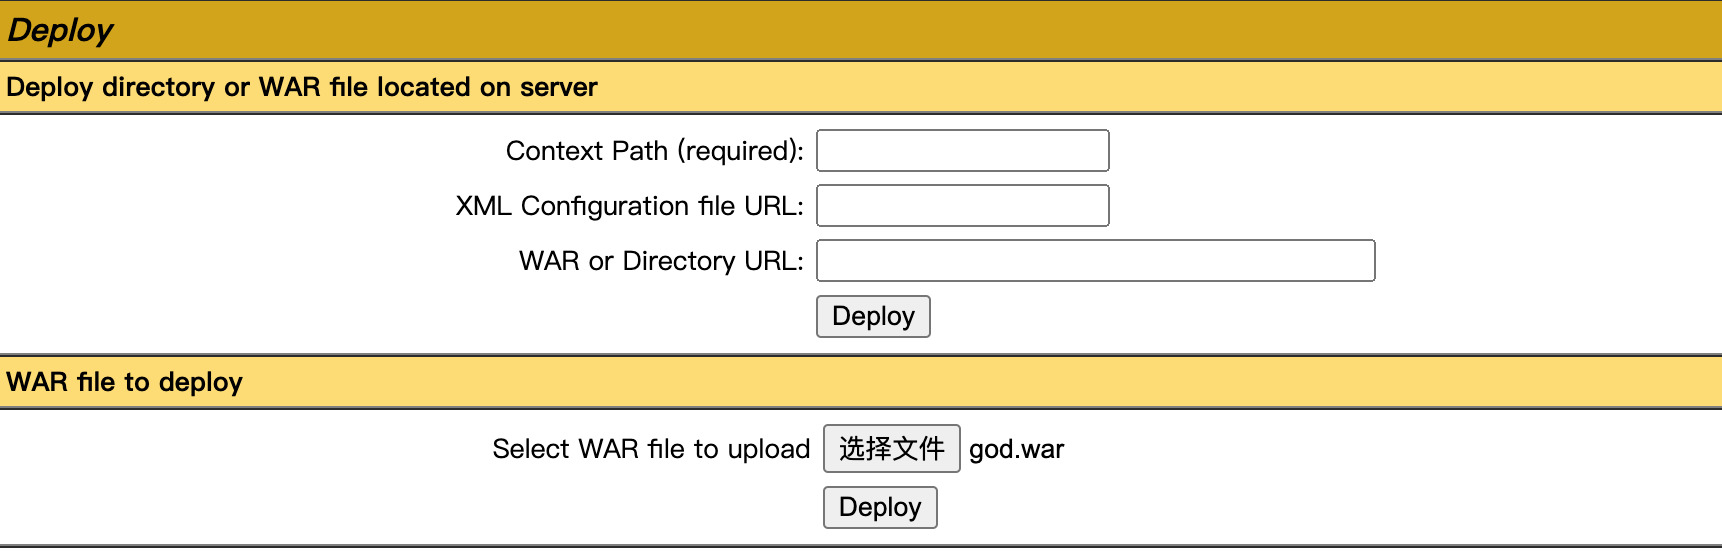 Deploy
Deploy directory or WAR file located on server
Context Path (required):
XML Configuration file URL:
WAR or Directory URL:
Deploy
WAR file to deploy
Select WAR file to upload 选择文件 god.war
Deploy